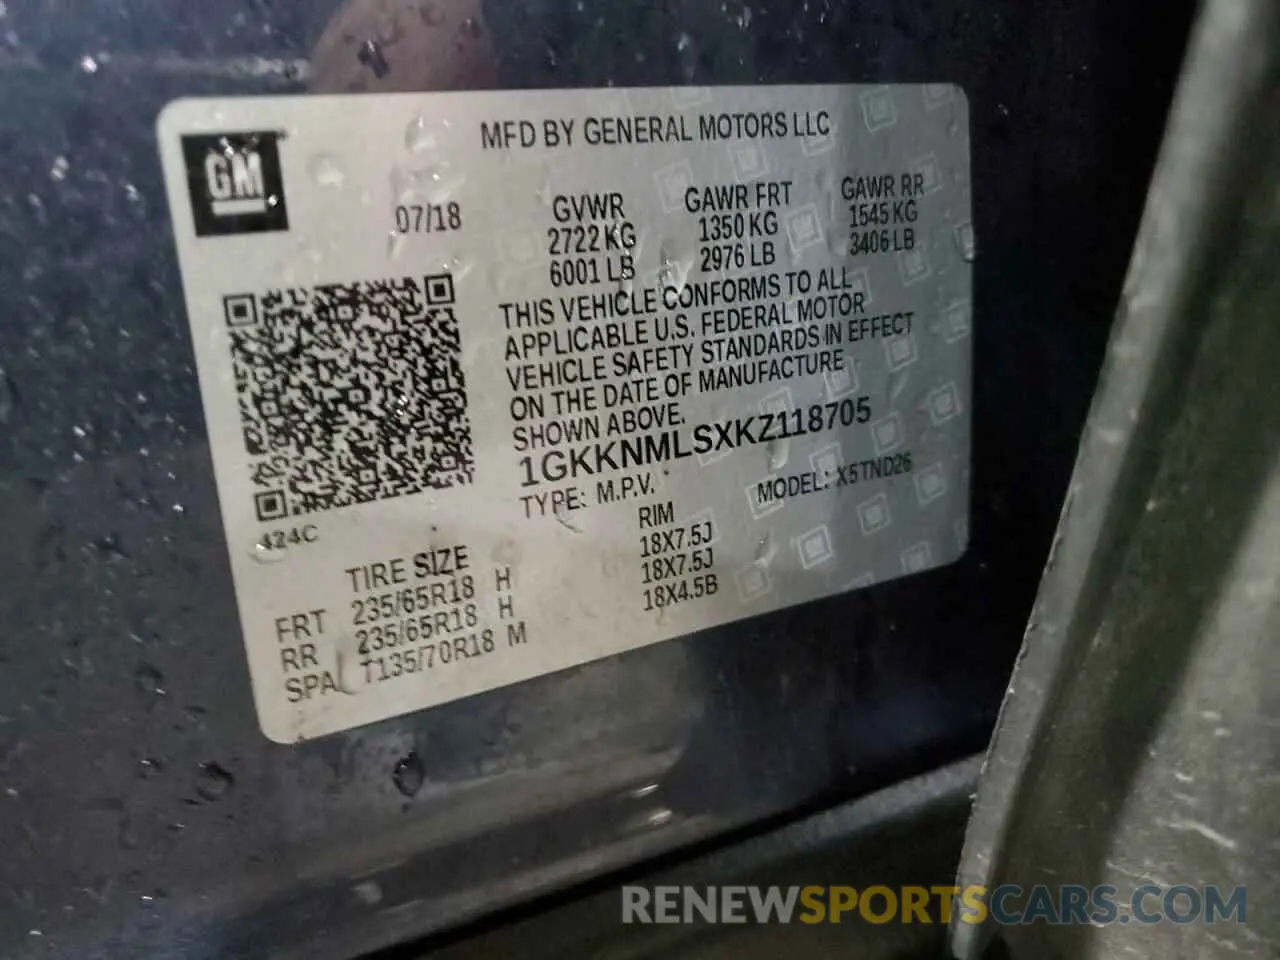 GM
MFD BY GENERAL MOTORS LLC
07/18
GVWR
2722 KG
6001 LB
GAWR FRT
1350 KG
2976 LB
GAWR RR
1545 KG
3406 LB
THIS VEHICLE CONFORMS TO ALL
APPLICABLE U.S. FEDERAL MOTOR
VEHICLE SAFETY STANDARDS IN EFFECT
ON THE DATE OF MANUFACTURE
SHOWN ABOVE.
1GKKNMLSXKZ118705
TYPE: M.P.V. MODEL: X5TND26
424C
TIRE SIZE RIM
FRT 235/65R18 H 18X7.5J
RR 235/65R18 H 18X7.5J
SPA T135/70R18 M 18X4.5B
RENEWSPORTSCARS.COM